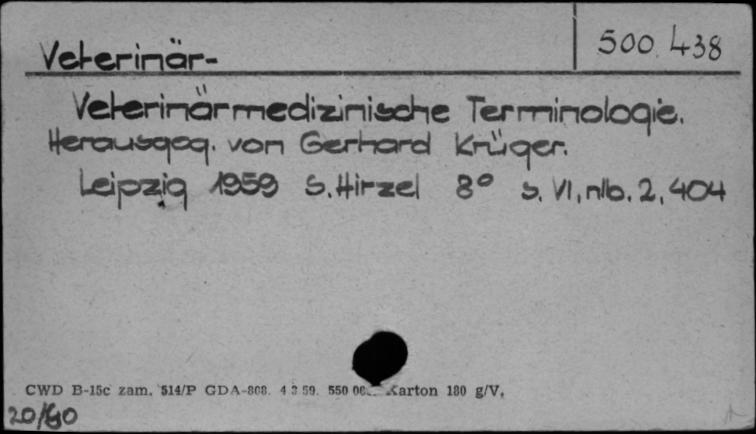 Veterinär-
500.438
Veterinärmedizinische Terminologie.
Herausgeg. von Gerhard Krüger.
Leipzig 1959 S. Hirzel 8° s. VI, nlb. 2, 404
CWD B-15c zam. 514/P GDA-808. 4 3 59. 550 00 Karton 180 g/V.
20/60